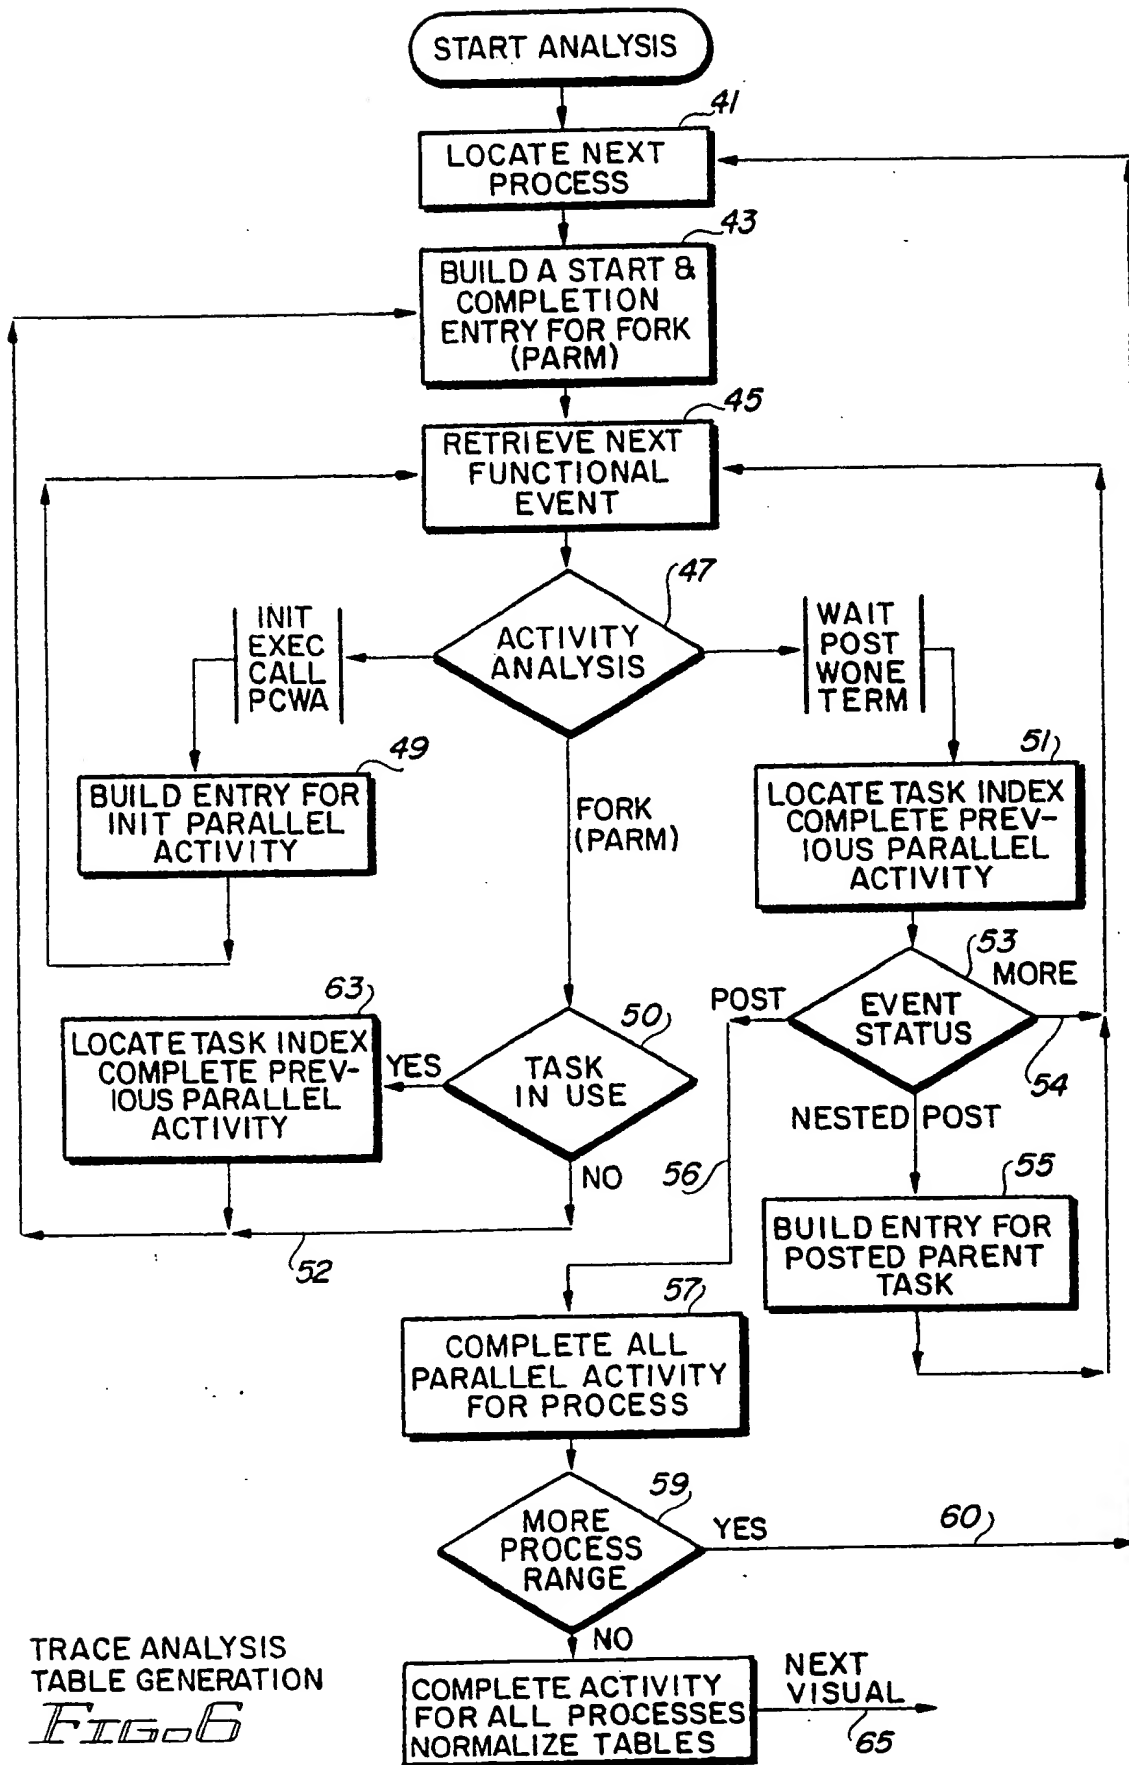 START ANALYSIS
41
LOCATE NEXT
PROCESS
43
BUILD A START &
COMPLETION
ENTRY FOR FORK
(PARM)
45
RETRIEVE NEXT
FUNCTIONAL
EVENT
47
ACTIVITY
ANALYSIS
INIT
EXEC
CALL
PCWA
WAIT
POST
WONE
TERM
49
BUILD ENTRY FOR
INIT PARALLEL
ACTIVITY
FORK
(PARM)
51
LOCATE TASK INDEX
COMPLETE PREV-
IOUS PARALLEL
ACTIVITY
53
MORE
POST
EVENT
STATUS
54
NESTED POST
63
LOCATE TASK INDEX
COMPLETE PREV-
IOUS PARALLEL
ACTIVITY
YES
50
TASK
IN USE
NO
52
56
55
BUILD ENTRY FOR
POSTED PARENT
TASK
57
COMPLETE ALL
PARALLEL ACTIVITY
FOR PROCESS
59
MORE
PROCESS
RANGE
YES
60
NO
COMPLETE ACTIVITY
FOR ALL PROCESSES
NORMALIZE TABLES
NEXT
VISUAL
65
TRACE ANALYSIS
TABLE GENERATION
FIG. 6